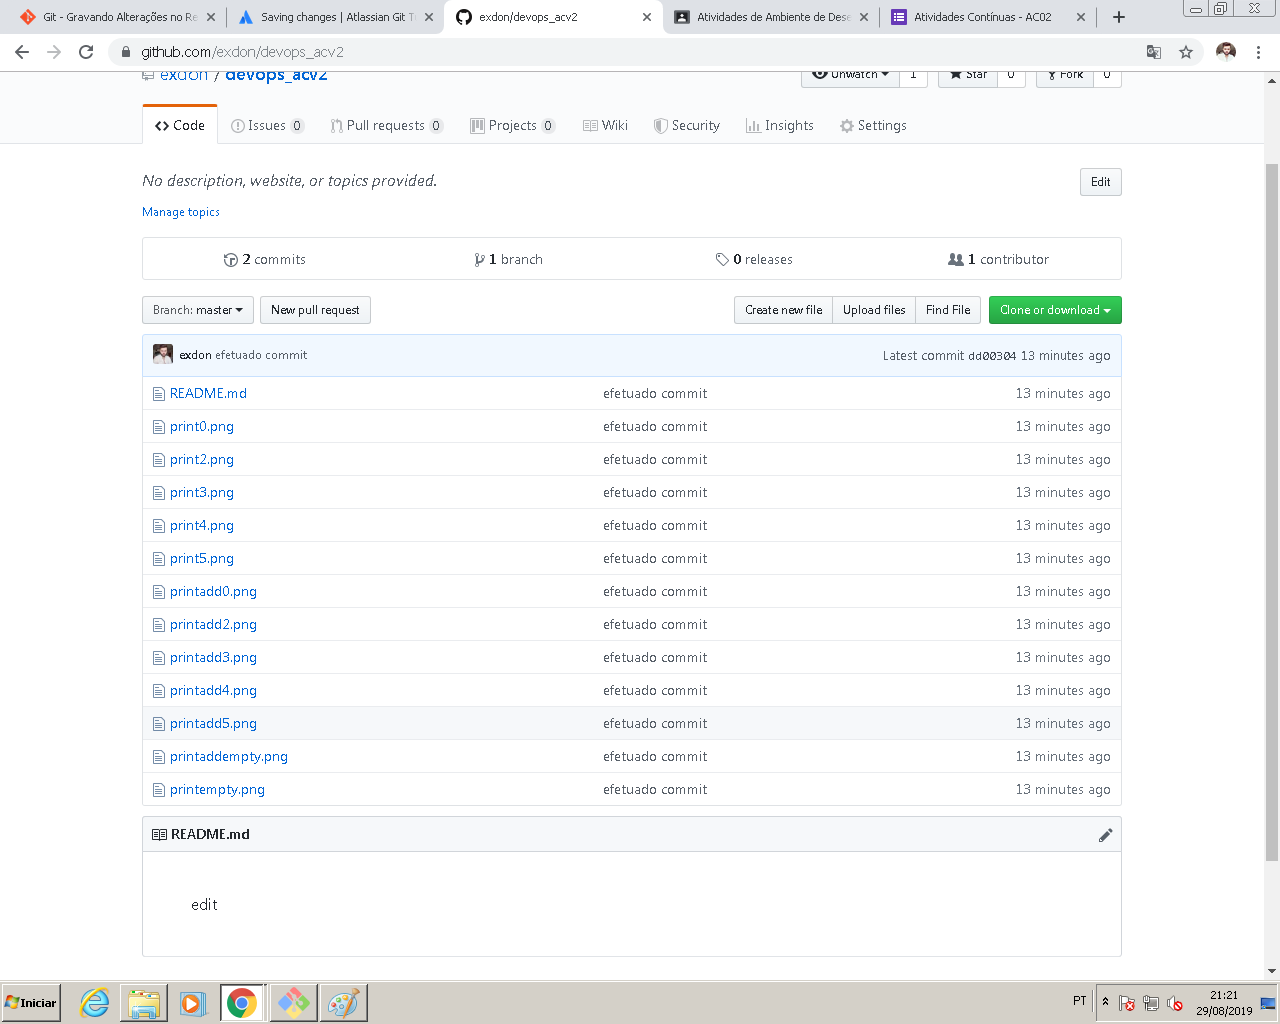 Git - Gravando Alterações no Re
Saving changes | Atlassian Git T
exdon/devops_acv2
Atividades de Ambiente de Dese
Atividades Contínuas - AC02
github.com/exdon/devops_acv2
exdon / devops_acv2
Unwatch 1 Star 0 Fork 0
Code Issues 0 Pull requests 0 Projects 0 Wiki Security Insights Settings
No description, website, or topics provided. Edit
Manage topics
2 commits 1 branch 0 releases 1 contributor
Branch: master New pull request Create new file Upload files Find File Clone or download
exdon efetuado commit Latest commit dd00304 13 minutes ago
README.md efetuado commit 13 minutes ago
print0.png efetuado commit 13 minutes ago
print2.png efetuado commit 13 minutes ago
print3.png efetuado commit 13 minutes ago
print4.png efetuado commit 13 minutes ago
print5.png efetuado commit 13 minutes ago
printadd0.png efetuado commit 13 minutes ago
printadd2.png efetuado commit 13 minutes ago
printadd3.png efetuado commit 13 minutes ago
printadd4.png efetuado commit 13 minutes ago
printadd5.png efetuado commit 13 minutes ago
printaddempty.png efetuado commit 13 minutes ago
printempty.png efetuado commit 13 minutes ago
README.md
edit
Iniciar PT 21:21
29/08/2019